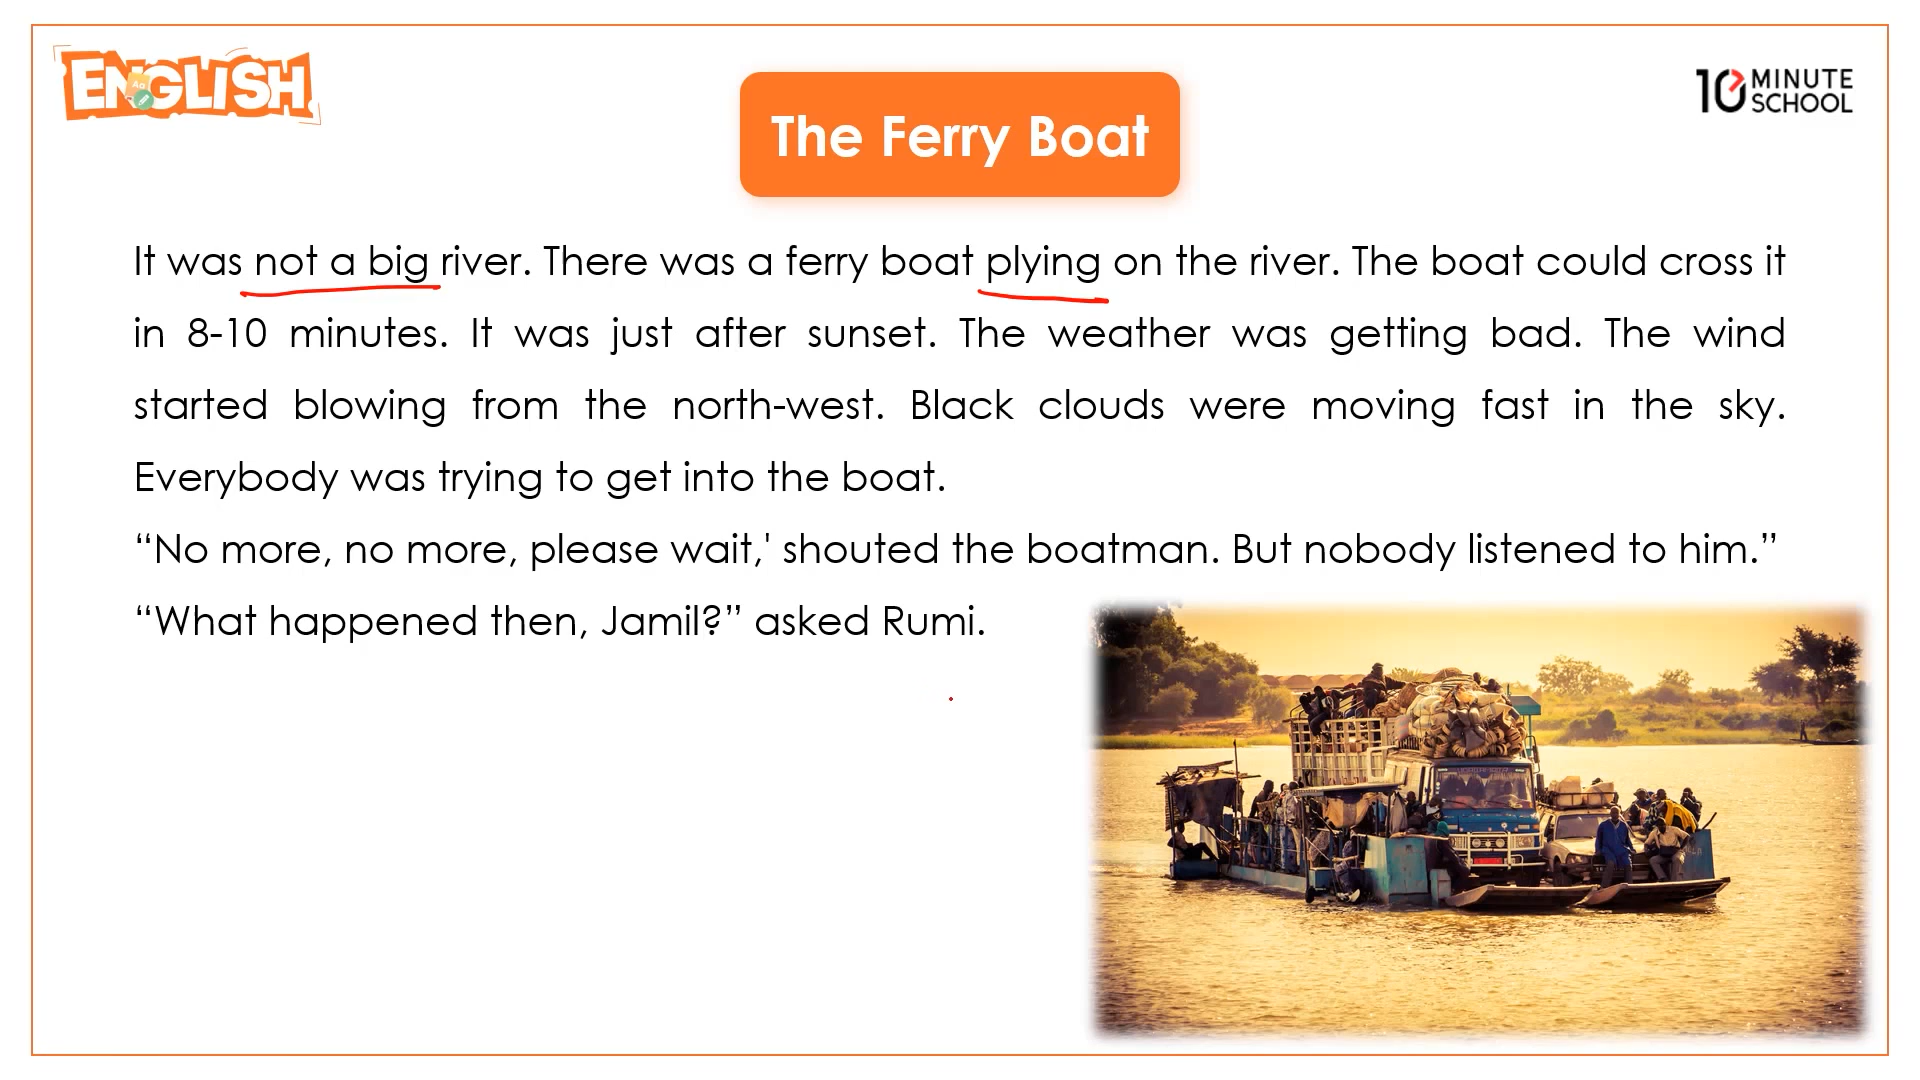 ENGLISH
10 MINUTE SCHOOL
The Ferry Boat
It was not a big river. There was a ferry boat plying on the river. The boat could cross it
in 8-10 minutes. It was just after sunset. The weather was getting bad. The wind
started blowing from the north-west. Black clouds were moving fast in the sky.
Everybody was trying to get into the boat.
“No more, no more, please wait,' shouted the boatman. But nobody listened to him.”
“What happened then, Jamil?” asked Rumi.